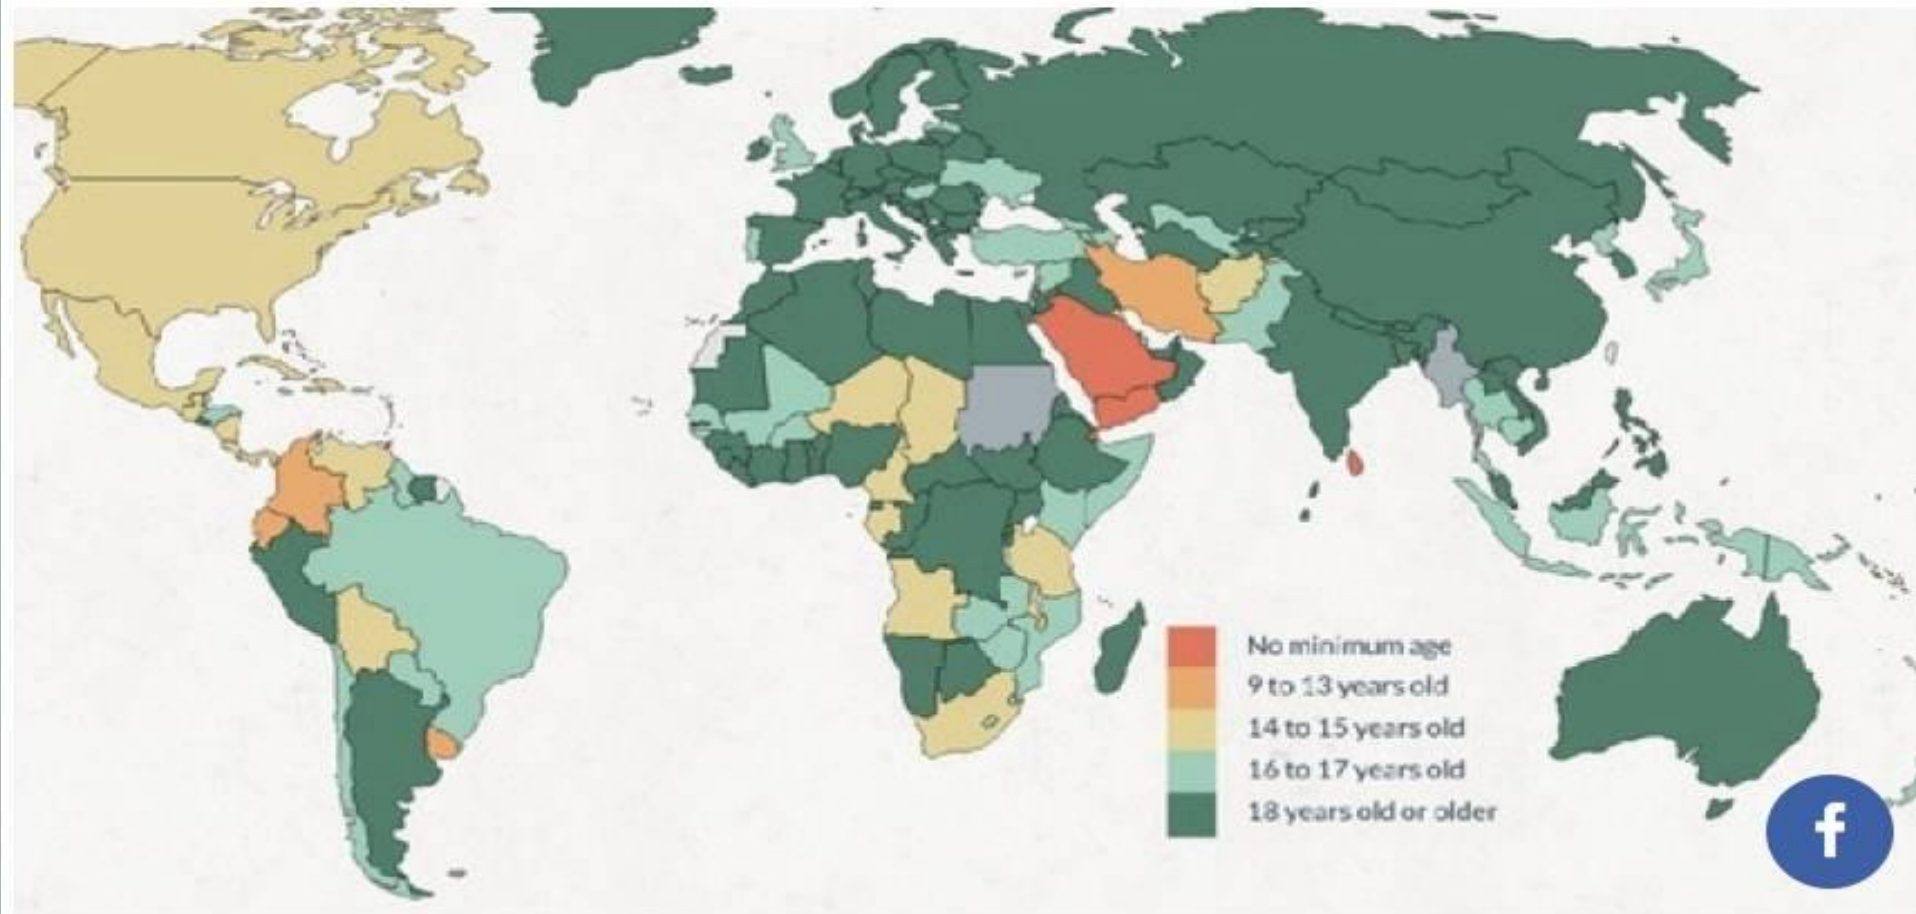 No minimum age
9 to 13 years old
14 to 15 years old
16 to 17 years old
18 years old or older